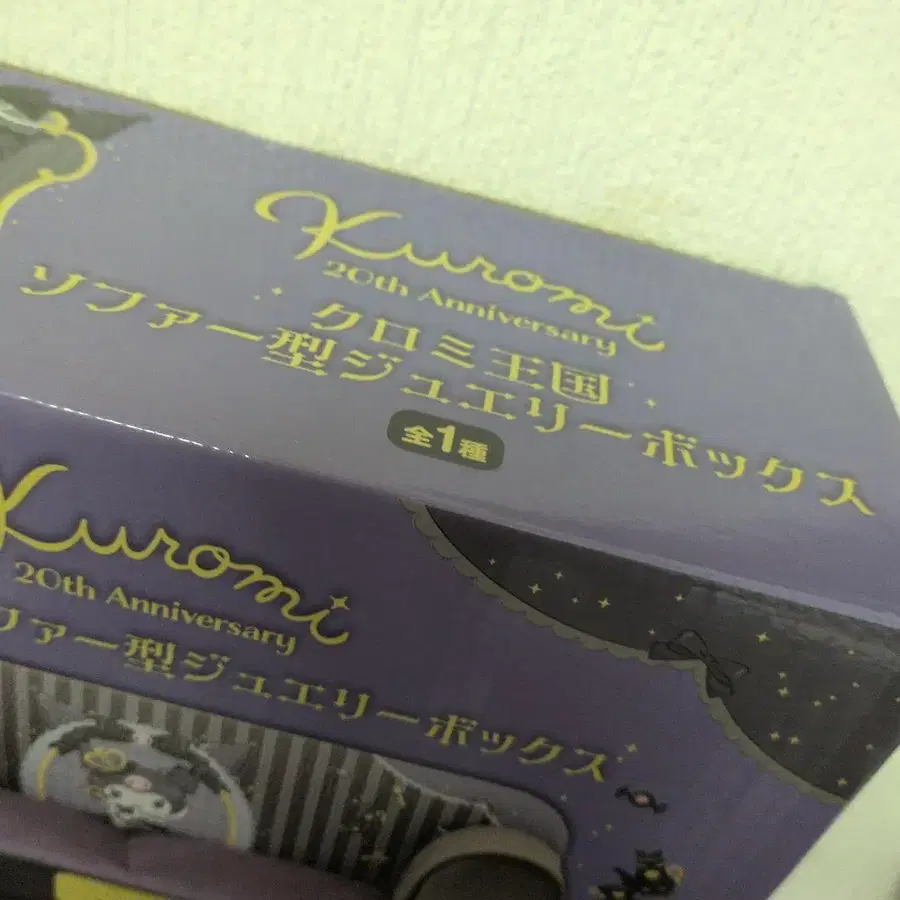 Kuromi
20th Anniversary
クロミ王国
ソファー型ジュエリーボックス
全1種
Kuromi
20th Anniversary
ファー型ジュエリーボックス